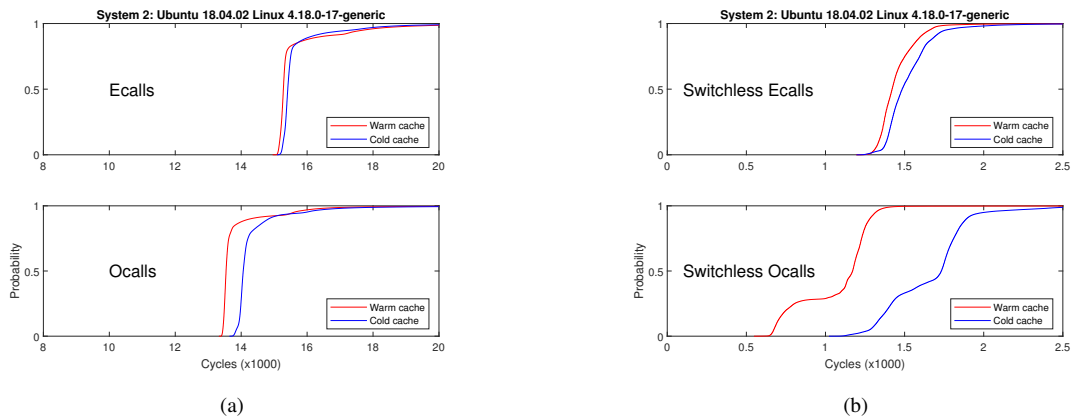 System 2: Ubuntu 18.04.02 Linux 4.18.0-17-generic
1
0.5
0
Ecalls
Warm cache
Cold cache
8 10 12 14 16 18 20
1
0.5
0
Probability
Ocalls
Warm cache
Cold cache
8 10 12 14 16 18 20
Cycles (x1000)
(a)
System 2: Ubuntu 18.04.02 Linux 4.18.0-17-generic
1
0.5
0
Switchless Ecalls
Warm cache
Cold cache
0 0.5 1 1.5 2 2.5
1
0.5
0
Probability
Switchless Ocalls
Warm cache
Cold cache
0 0.5 1 1.5 2 2.5
Cycles (x1000)
(b)